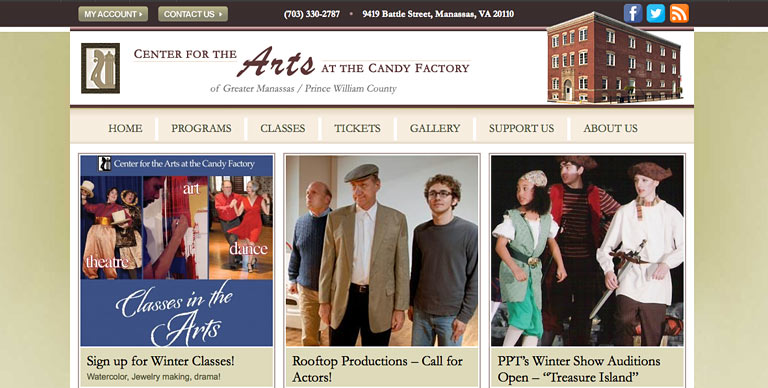 MY ACCOUNT
CONTACT US
(703) 330-2787 • 9419 Battle Street, Manassas, VA 20110
CENTER FOR THE Arts AT THE CANDY FACTORY
of Greater Manassas / Prince William County
HOME
PROGRAMS
CLASSES
TICKETS
GALLERY
SUPPORT US
ABOUT US
Center for the Arts at the Candy Factory
art
theatre
dance
Classes in the
Arts
Sign up for Winter Classes!
Watercolor, Jewelry making, drama!
Rooftop Productions – Call for
Actors!
PPT's Winter Show Auditions
Open – "Treasure Island"